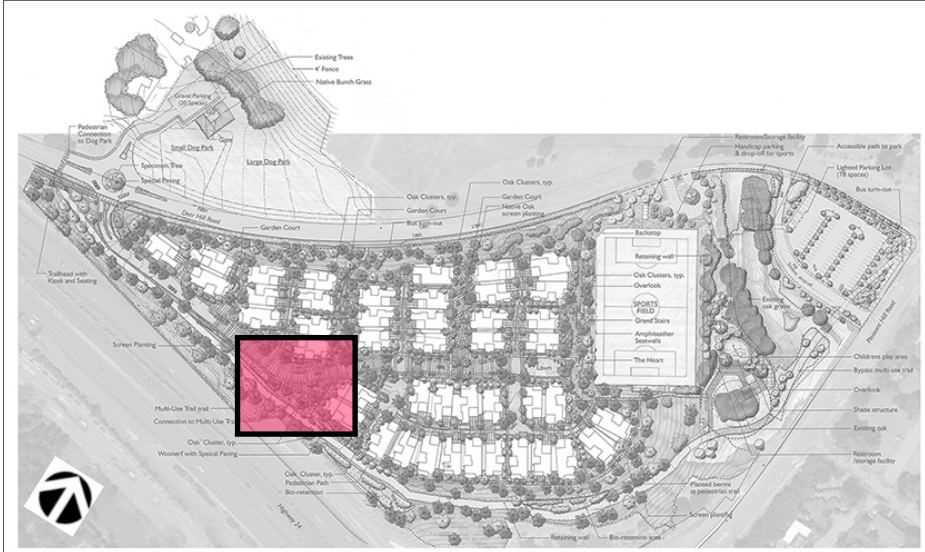 Existing Trees
4' Fence
Native Bunch Grass
Gravel Parking
(20 Spaces)
Pedestrian
Connection
to Dog Park
Gate
Small Dog Park
Large Dog Park
Specimen Tree
Special Paving
Deer Hill Road
Garden Court
Trailhead with
Kiosk and Seating
Oak Clusters, typ.
Garden Court
Bus turn-out
Oak Clusters, typ.
Garden Court
Native Oak
screen planting
Restroom/Storage facility
Handicap parking
& drop-off for sports
Accessible path to park
Lighted Parking Lot
(78 spaces)
Bus turn-out
Backstop
Retaining wall
Oak Clusters, typ.
Overlook
SPORTS
FIELD
Grand Stairs
Amphitheater
Seatwalls
The Heart
Lawn
Existing
oak grove
Pleasant Hill Road
Childrens play area
Bypass multi-use trail
Overlook
Shade structure
Existing oak
Restroom
/storage facility
Screen Planting
Multi-Use Trail trail
Connection to Multi-Use Trail
Oak Cluster, typ.
Woonerf with Speical Paving
Oak Cluster, typ.
Pedestrian Path
Bio-retention
Highway 24
Planted berms
at pedestrian trail
Screen planting
Retaining wall
Bio-retention area